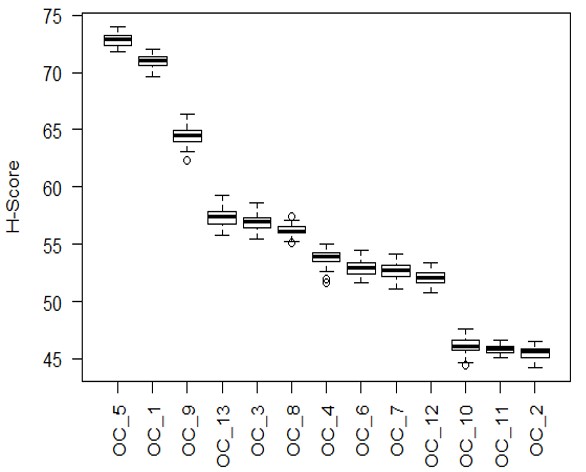 75
70
65
60
55
50
45
H-Score
OC_5
OC_1
OC_9
OC_13
OC_3
OC_8
OC_4
OC_6
OC_7
OC_12
OC_10
OC_11
OC_2